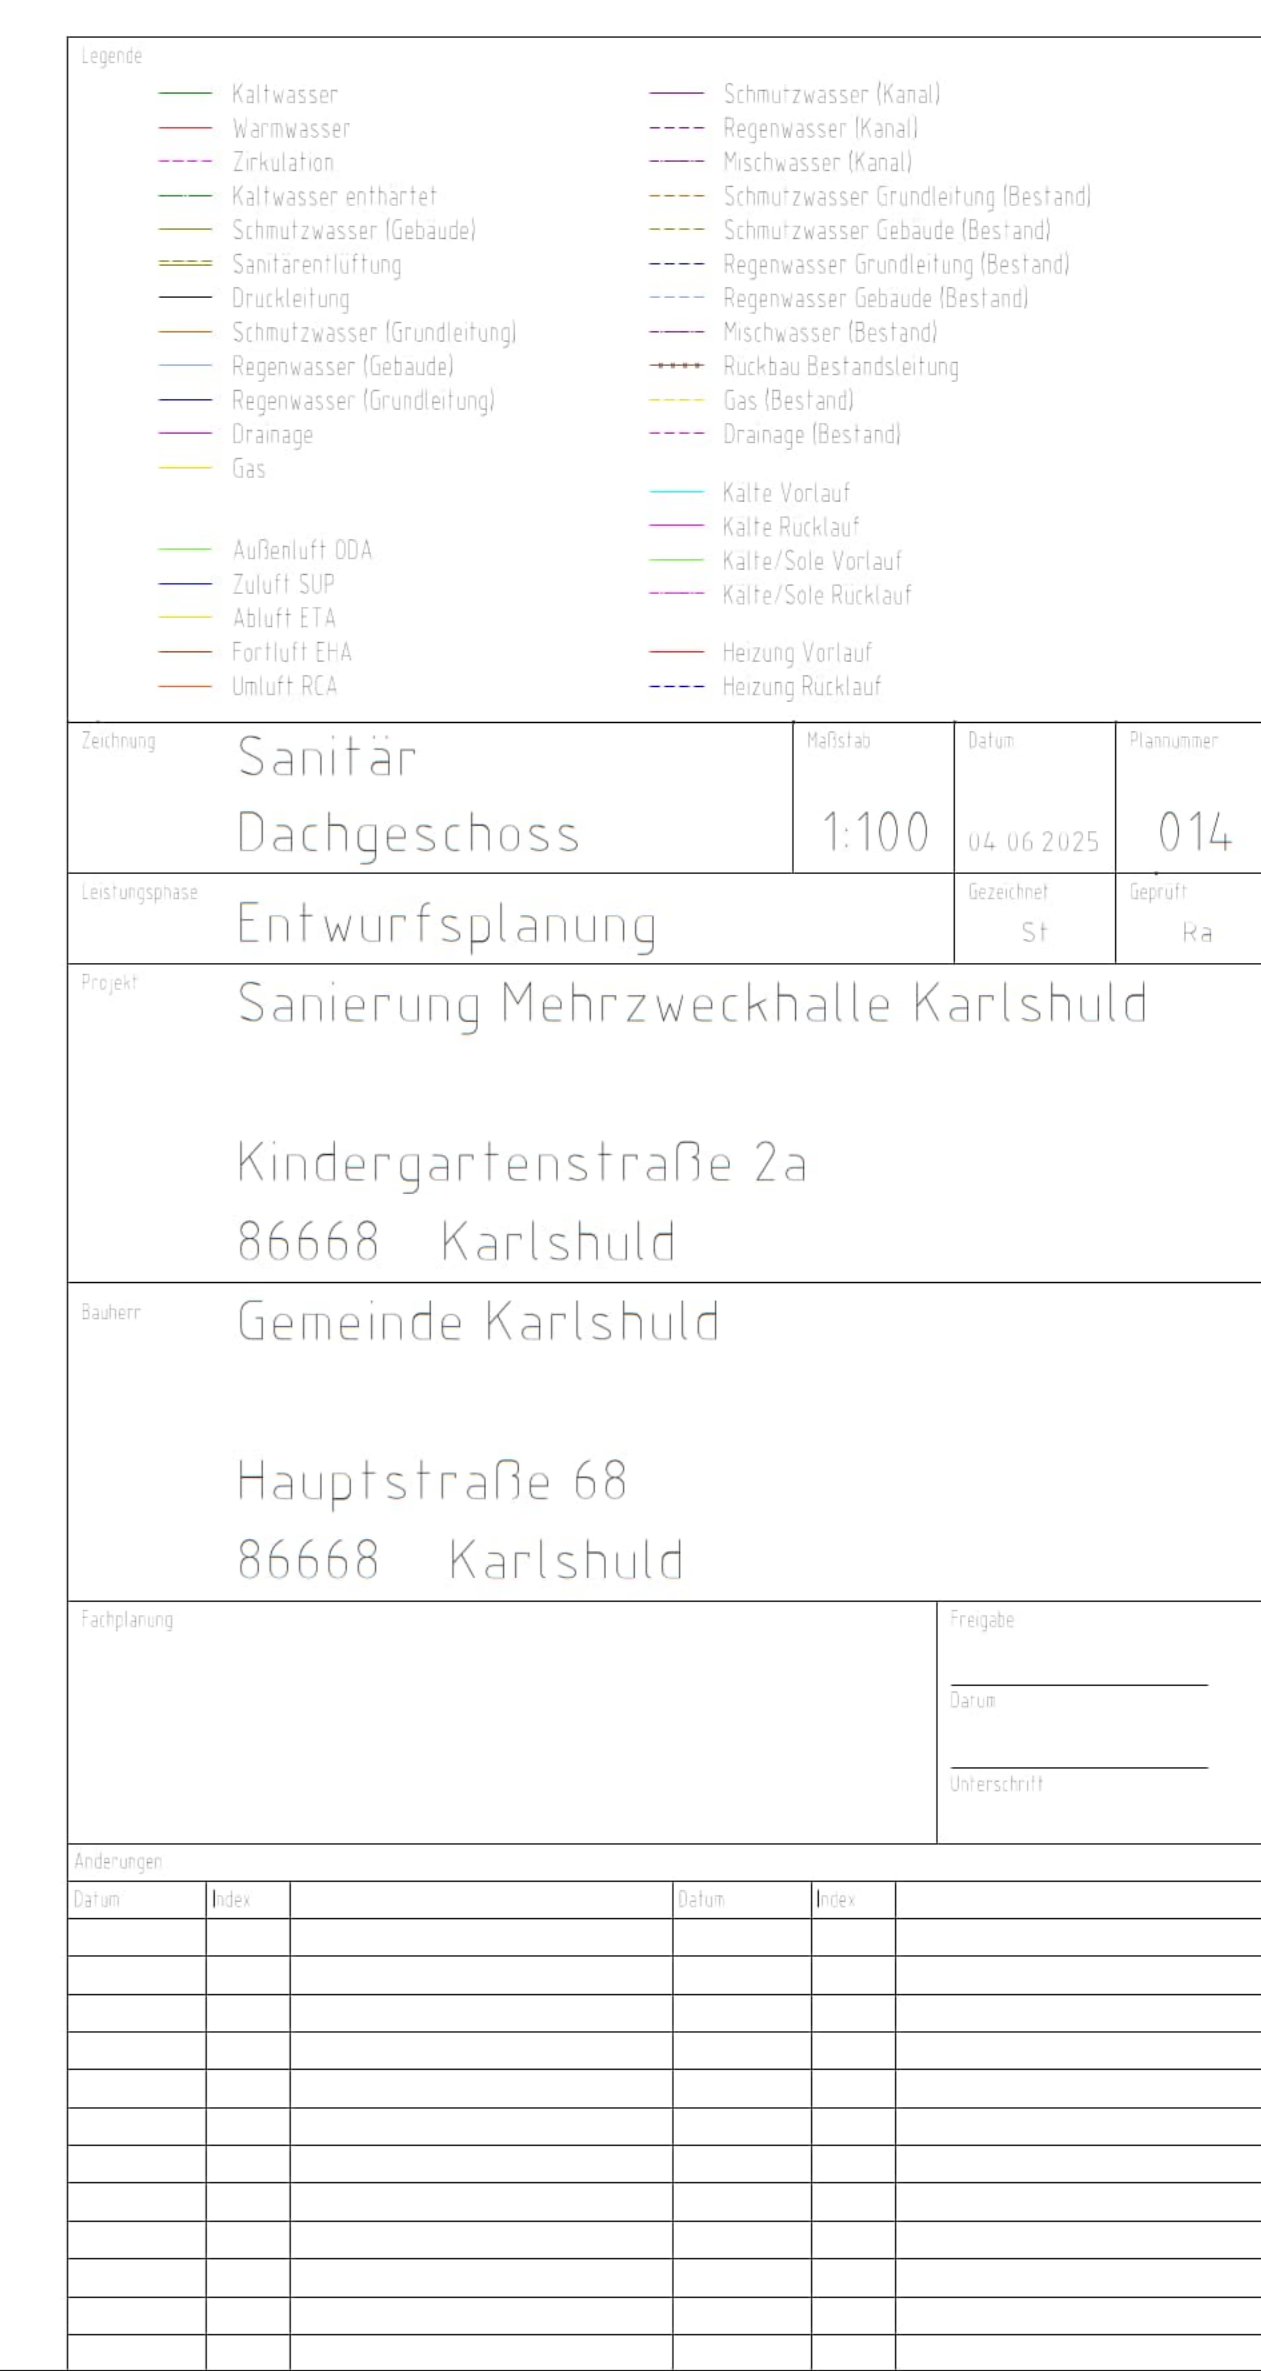 Legende
Kaltwasser
Warmwasser
Zirkulation
Kaltwasser enthärtet
Schmutzwasser (Gebäude)
Sanitärentlüftung
Druckleitung
Schmutzwasser (Grundleitung)
Regenwasser (Gebäude)
Regenwasser (Grundleitung)
Drainage
Gas
Außenluft ODA
Zuluft SUP
Abluft ETA
Fortluft EHA
Umluft RCA
Schmutzwasser (Kanal)
Regenwasser (Kanal)
Mischwasser (Kanal)
Schmutzwasser Grundleitung (Bestand)
Schmutzwasser Gebäude (Bestand)
Regenwasser Grundleitung (Bestand)
Regenwasser Gebäude (Bestand)
Mischwasser (Bestand)
Rückbau Bestandsleitung
Gas (Bestand)
Drainage (Bestand)
Kälte Vorlauf
Kälte Rücklauf
Kälte/Sole Vorlauf
Kälte/Sole Rücklauf
Heizung Vorlauf
Heizung Rücklauf
Zeichnung
Sanitär
Dachgeschoss
Maßstab
1:100
Datum
04.06.2025
Plannummer
014
Leistungsphase
Entwurfsplanung
Gezeichnet
St
Geprüft
Ra
Projekt
Sanierung Mehrzweckhalle Karlshuld
Kindergartenstraße 2a
86668 Karlshuld
Bauherr
Gemeinde Karlshuld
Hauptstraße 68
86668 Karlshuld
Fachplanung
Freigabe
Datum
Unterschrift
Änderungen
Datum Index Datum Index